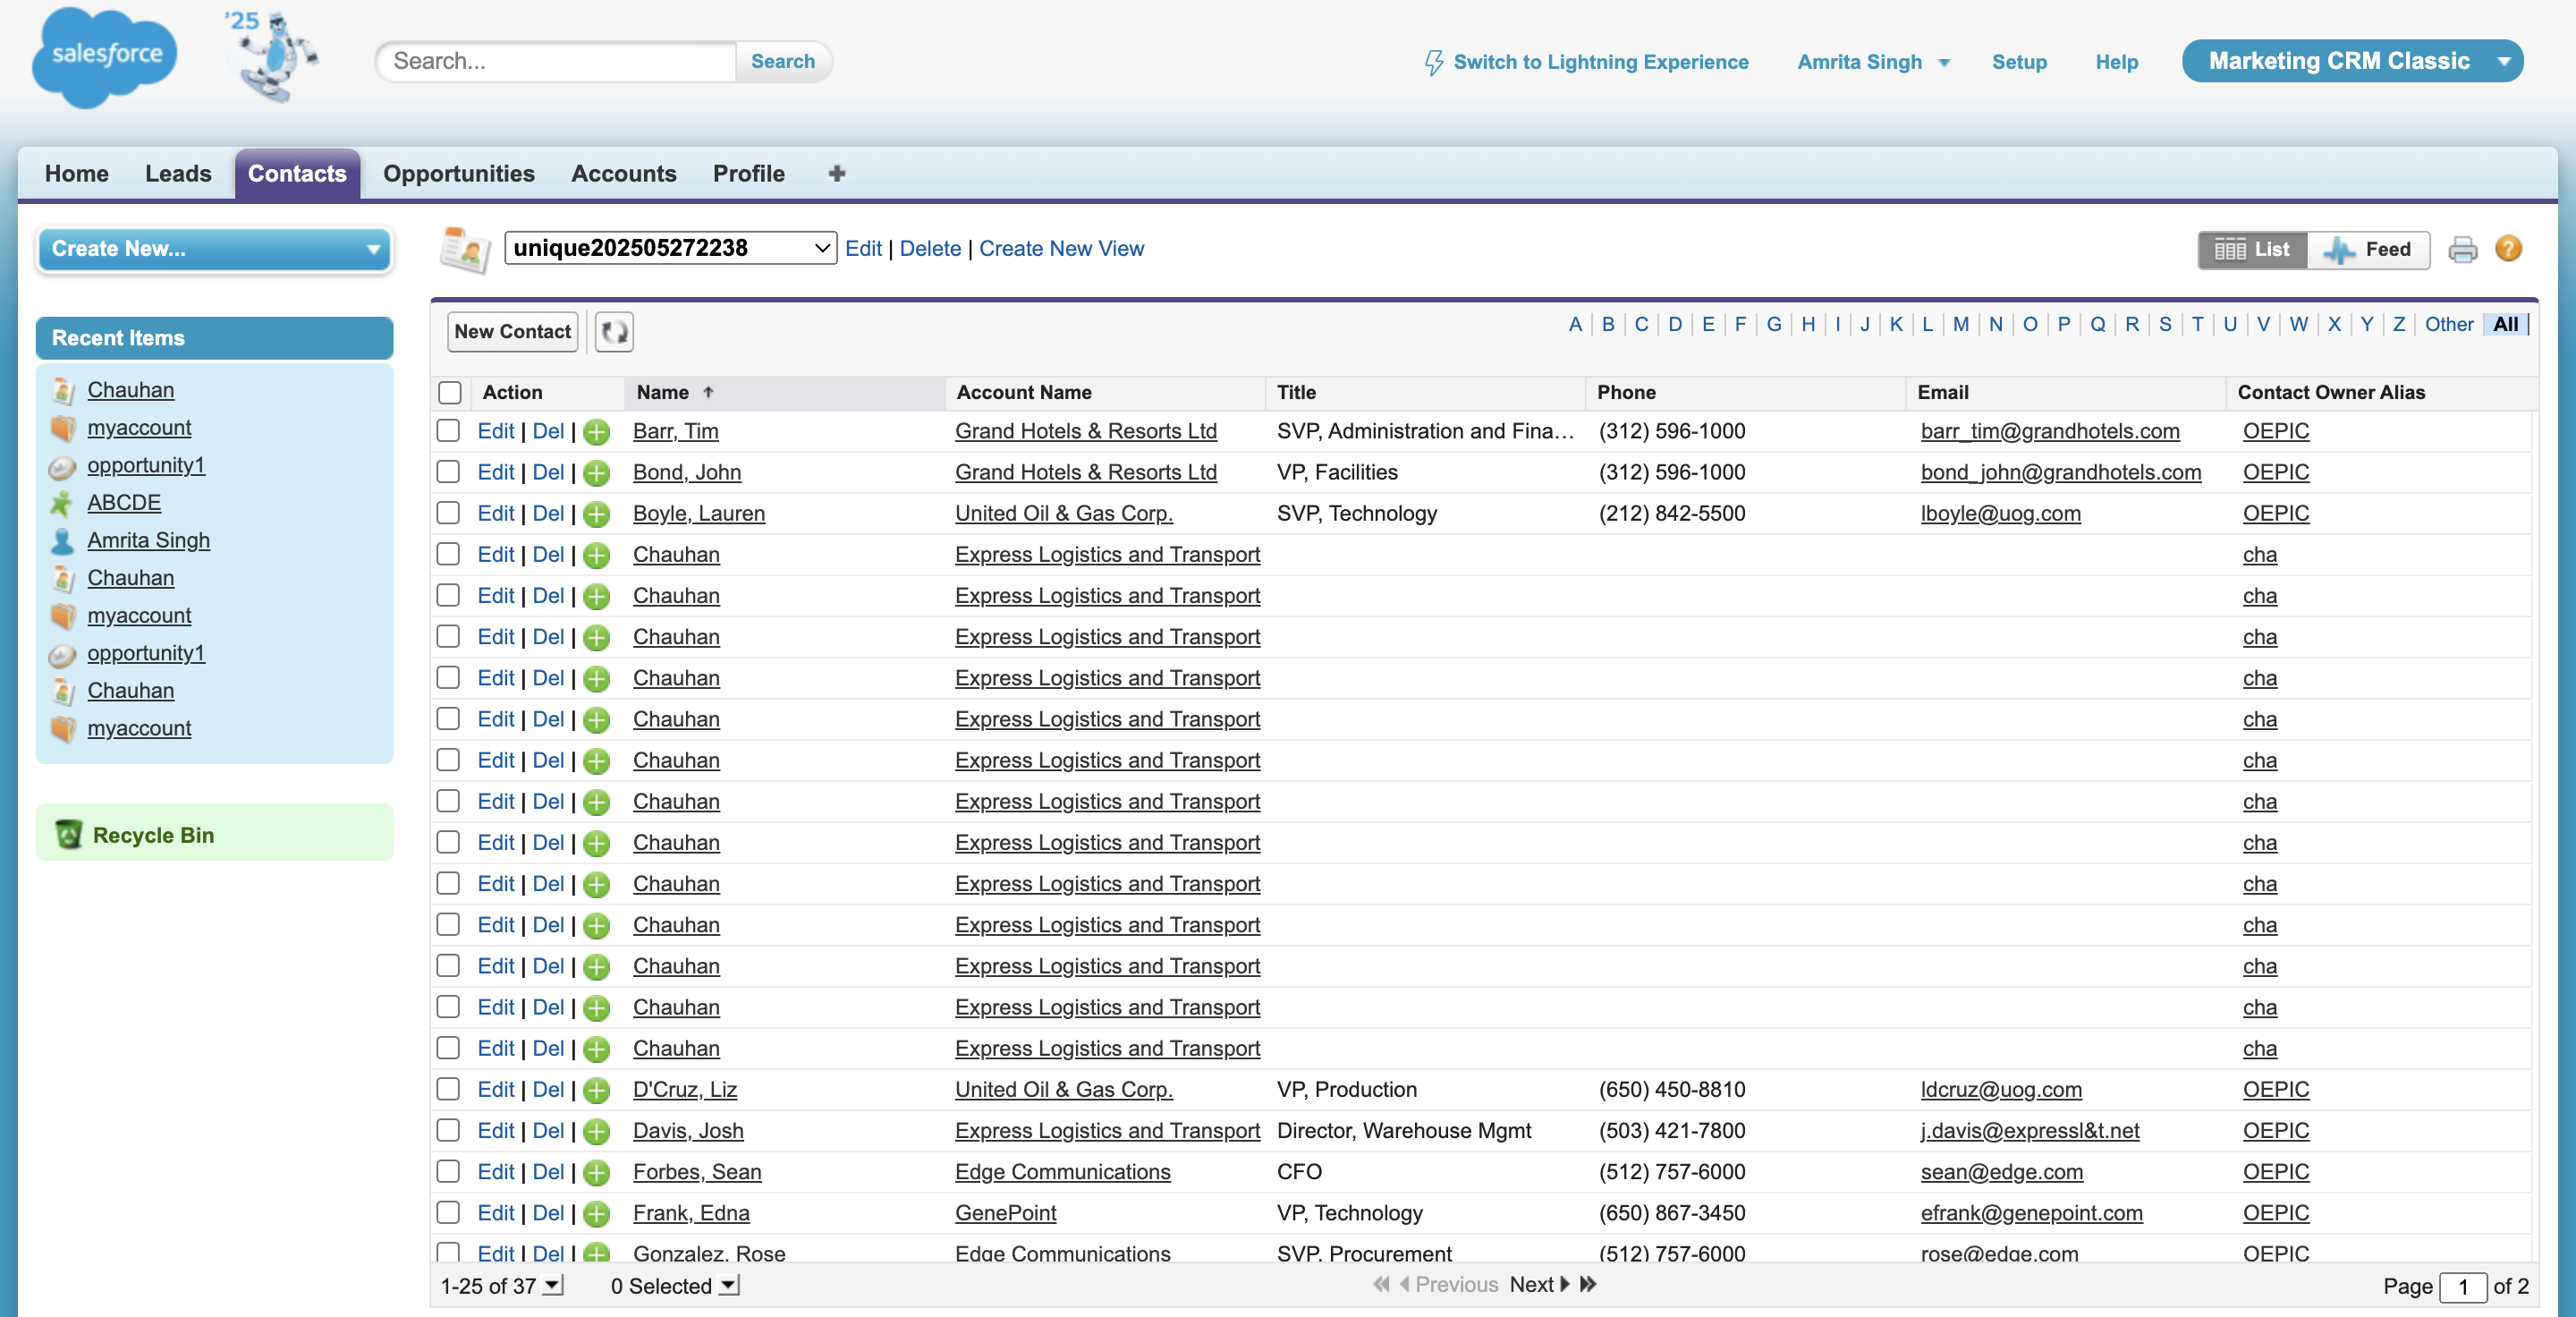 salesforce
'25
Search...
Search
Switch to Lightning Experience
Amrita Singh
Setup
Help
Marketing CRM Classic
Home
Leads
Contacts
Opportunities
Accounts
Profile
Create New...
Recent Items
Chauhan
myaccount
opportunity1
ABCDE
Amrita Singh
Chauhan
myaccount
opportunity1
Chauhan
myaccount
Recycle Bin
unique202505272238
Edit | Delete | Create New View
List
Feed
New Contact
A | B | C | D | E | F | G | H | I | J | K | L | M | N | O | P | Q | R | S | T | U | V | W | X | Y | Z | Other | All
Action Name Account Name Title Phone Email Contact Owner Alias
Edit | Del | Barr, Tim Grand Hotels & Resorts Ltd SVP, Administration and Fina... (312) 596-1000 barr_tim@grandhotels.com OEPIC
Edit | Del | Bond, John Grand Hotels & Resorts Ltd VP, Facilities (312) 596-1000 bond_john@grandhotels.com OEPIC
Edit | Del | Boyle, Lauren United Oil & Gas Corp. SVP, Technology (212) 842-5500 lboyle@uog.com OEPIC
Edit | Del | Chauhan Express Logistics and Transport cha
Edit | Del | Chauhan Express Logistics and Transport cha
Edit | Del | Chauhan Express Logistics and Transport cha
Edit | Del | Chauhan Express Logistics and Transport cha
Edit | Del | Chauhan Express Logistics and Transport cha
Edit | Del | Chauhan Express Logistics and Transport cha
Edit | Del | Chauhan Express Logistics and Transport cha
Edit | Del | Chauhan Express Logistics and Transport cha
Edit | Del | Chauhan Express Logistics and Transport cha
Edit | Del | Chauhan Express Logistics and Transport cha
Edit | Del | Chauhan Express Logistics and Transport cha
Edit | Del | Chauhan Express Logistics and Transport cha
Edit | Del | Chauhan Express Logistics and Transport cha
Edit | Del | D'Cruz, Liz United Oil & Gas Corp. VP, Production (650) 450-8810 ldcruz@uog.com OEPIC
Edit | Del | Davis, Josh Express Logistics and Transport Director, Warehouse Mgmt (503) 421-7800 j.davis@expressl&t.net OEPIC
Edit | Del | Forbes, Sean Edge Communications CFO (512) 757-6000 sean@edge.com OEPIC
Edit | Del | Frank, Edna GenePoint VP, Technology (650) 867-3450 efrank@genepoint.com OEPIC
Edit | Del | Gonzalez, Rose Edge Communications SVP, Procurement (512) 757-6000 rose@edge.com OEPIC
1-25 of 37
0 Selected
Previous Next
Page 1 of 2